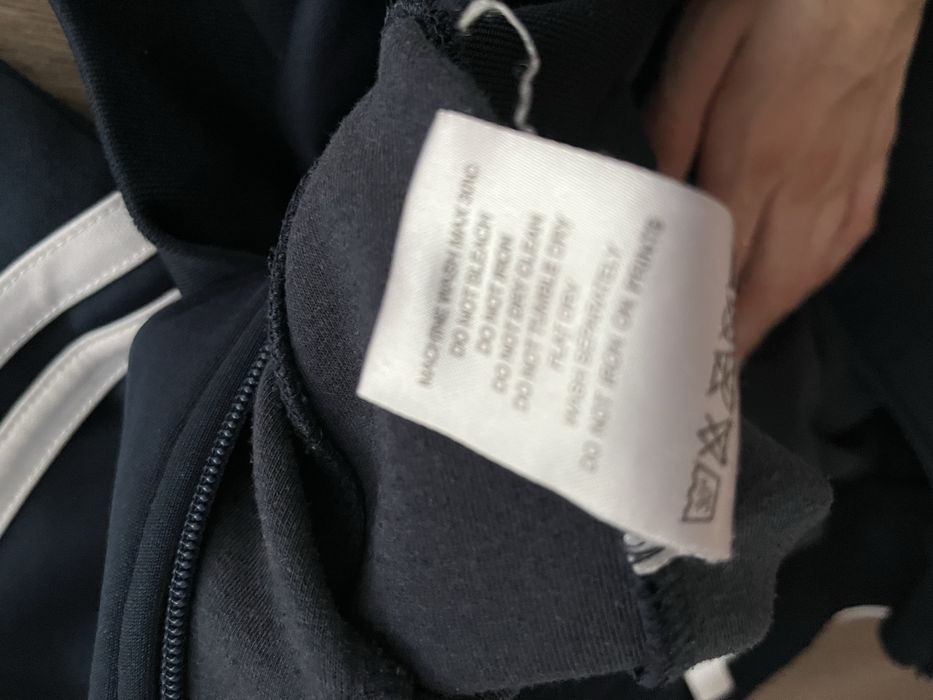 MACHINE WASH MAX 30ºC
DO NOT BLEACH
DO NOT IRON
DO NOT DRY CLEAN
DO NOT TUMBLE DRY
FLAT DRY
WASH SEPARATELY
DO NOT IRON ON PRINTS
30°